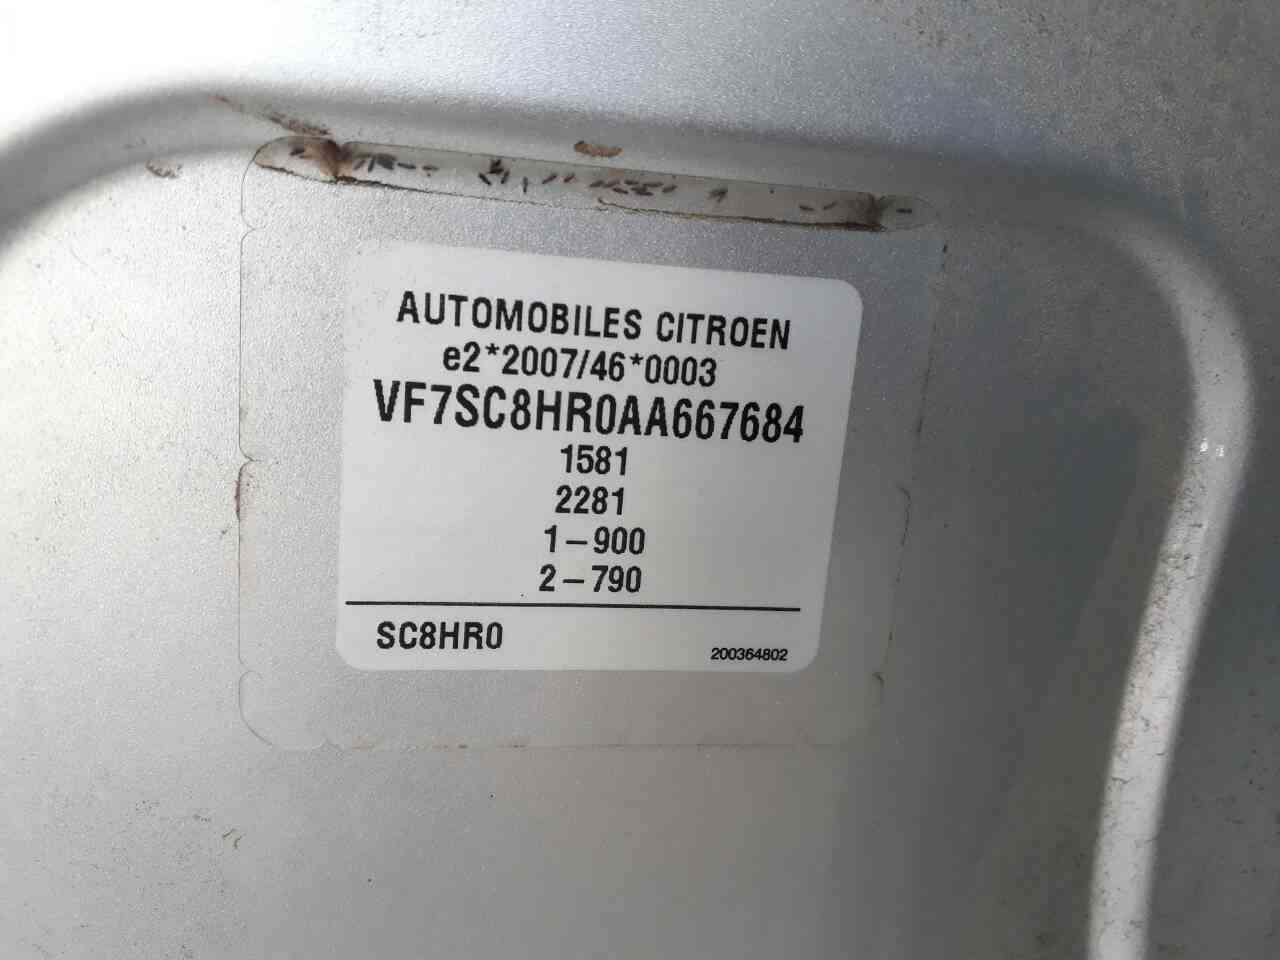 AUTOMOBILES CITROEN
e2*2007/46*0003
VF7SC8HR0AA667684
1581
2281
1-900
2-790
SC8HR0
200364802